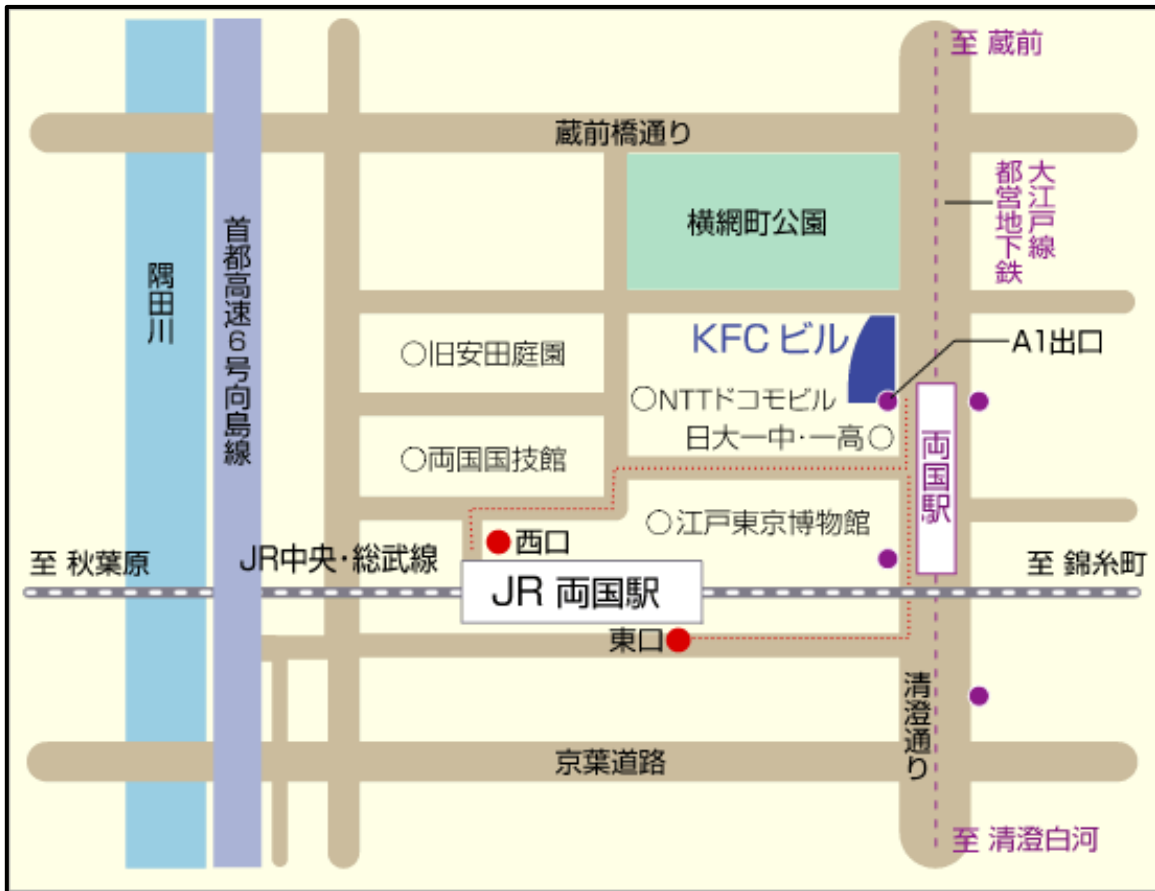 至 蔵前
蔵前橋通り
大江戸線
都営地下鉄
横網町公園
首都高速6号向島線
隅田川
KFC ビル
A1出口
○旧安田庭園
○NTTドコモビル
日大一中・一高○
両国駅
○両国国技館
○江戸東京博物館
西口
至 秋葉原
JR中央・総武線
JR 両国駅
至 錦糸町
東口
清澄通り
京葉道路
至 清澄白河